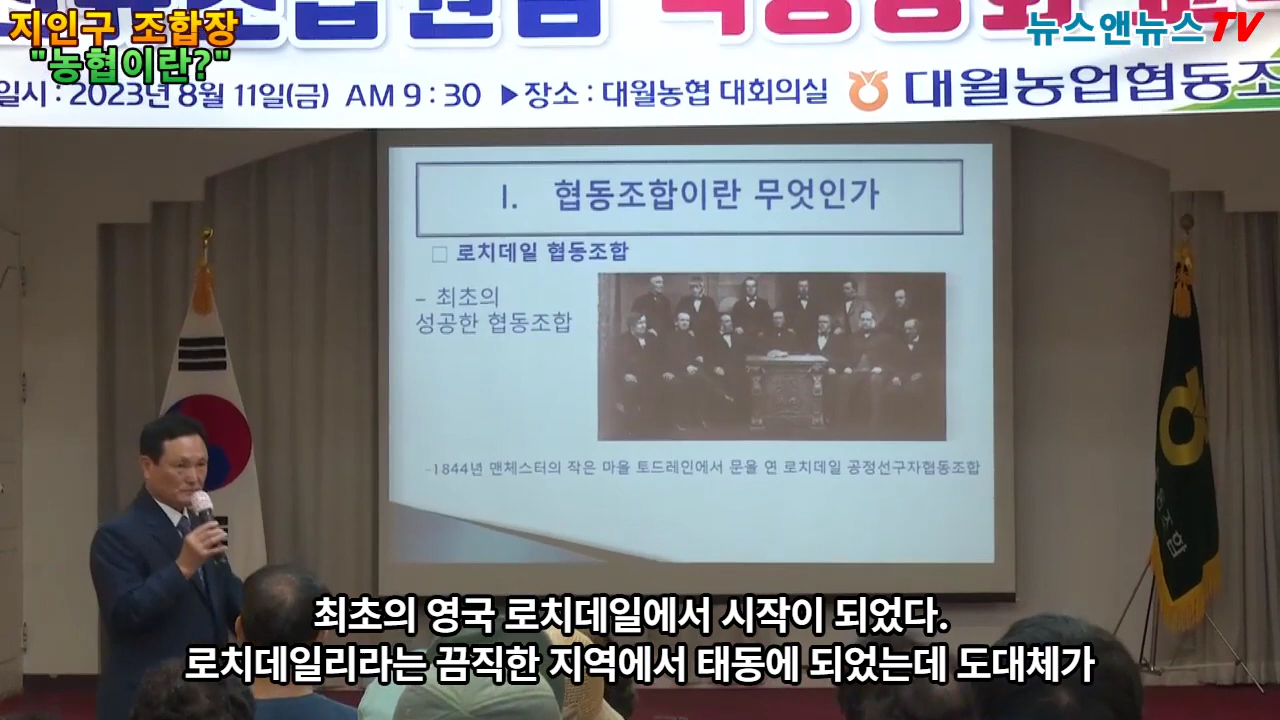 지인구 조합장
"농협이란?"
뉴스앤뉴스TV
일시 : 2023년 8월 11일(금) AM 9 : 30 ▶장소 : 대월농협 대회의실 대월농업협동조
Ⅰ. 협동조합이란 무엇인가
□ 로치데일 협동조합
- 최초의
성공한 협동조합
-1844년 맨체스터의 작은 마을 토드레인에서 문을 연 로치데일 공정선구자협동조합
최초의 영국 로치데일에서 시작이 되었다.
로치데일리라는 끔직한 지역에서 태동에 되었는데 도대체가